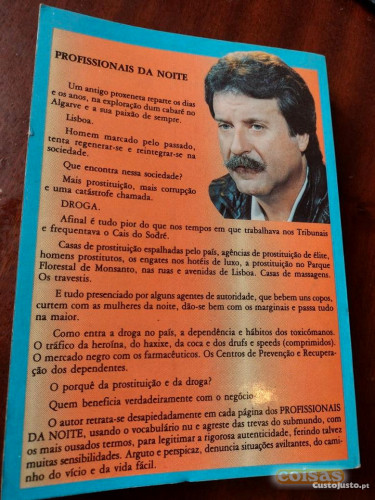 PROFISSIONAIS DA NOITE
Um antigo proxeneta reparte os dias
e os anos, na exploração dum cabaré no
Algarve e a sua paixão de sempre.
Lisboa.
Homem marcado pelo passado,
tenta regenerar-se e reintegrar-se na
sociedade.
Que encontra nessa sociedade?
Mais prostituição, mais corrupção
e uma catástrofe chamada.
DROGA.
Afinal é tudo pior do que nos tempos em que trabalhava nos Tribunais
e frequentava o Cais do Sodré.
Casas de prostituição espalhadas pelo país, agências de prostituição de élite,
homens prostitutos, os engates nos hotéis de luxo, a prostituição no Parque
Florestal de Monsanto, nas ruas e avenidas de Lisboa. Casas de massagens.
Os travestis.
E tudo presenciado por alguns agentes de autoridade, que bebem uns copos,
curtem com as mulheres da noite, dão-se bem com os marginais e passa tudo
na maior.
Como entra a droga no país, a dependência e hábitos dos toxicómanos.
O tráfico da heroína, do haxixe, da coca e dos drufs e speeds (comprimidos).
O mercado negro com os farmacêuticos. Os Centros de Prevenção e Recupera-
ção dos dependentes.
O porquê da prostituição e da droga?
Quem beneficia verdadeiramente com o negócio
O autor retrata-se desapiedadamente em cada página dos PROFISSIONAIS
DA NOITE, usando o vocabulário nu e agreste das trevas do submundo, com
os mais ousados termos, para legitimar a rigorosa autenticidade, ferindo talvez
muitas sensibilidades. Arguto e perspicaz, denuncia situações aviltantes, do cami-
nho do vício e da vida fácil.
coisas
CustoJusto.pt